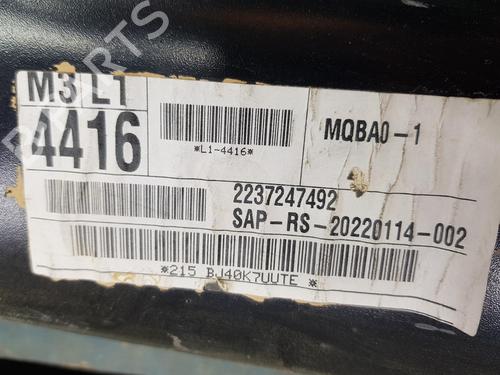 M3 L1
4416
*L1-4416*
MQBA0-1
2237247492
SAP-RS-20220114-002
*215 BJ40K7UUTE *